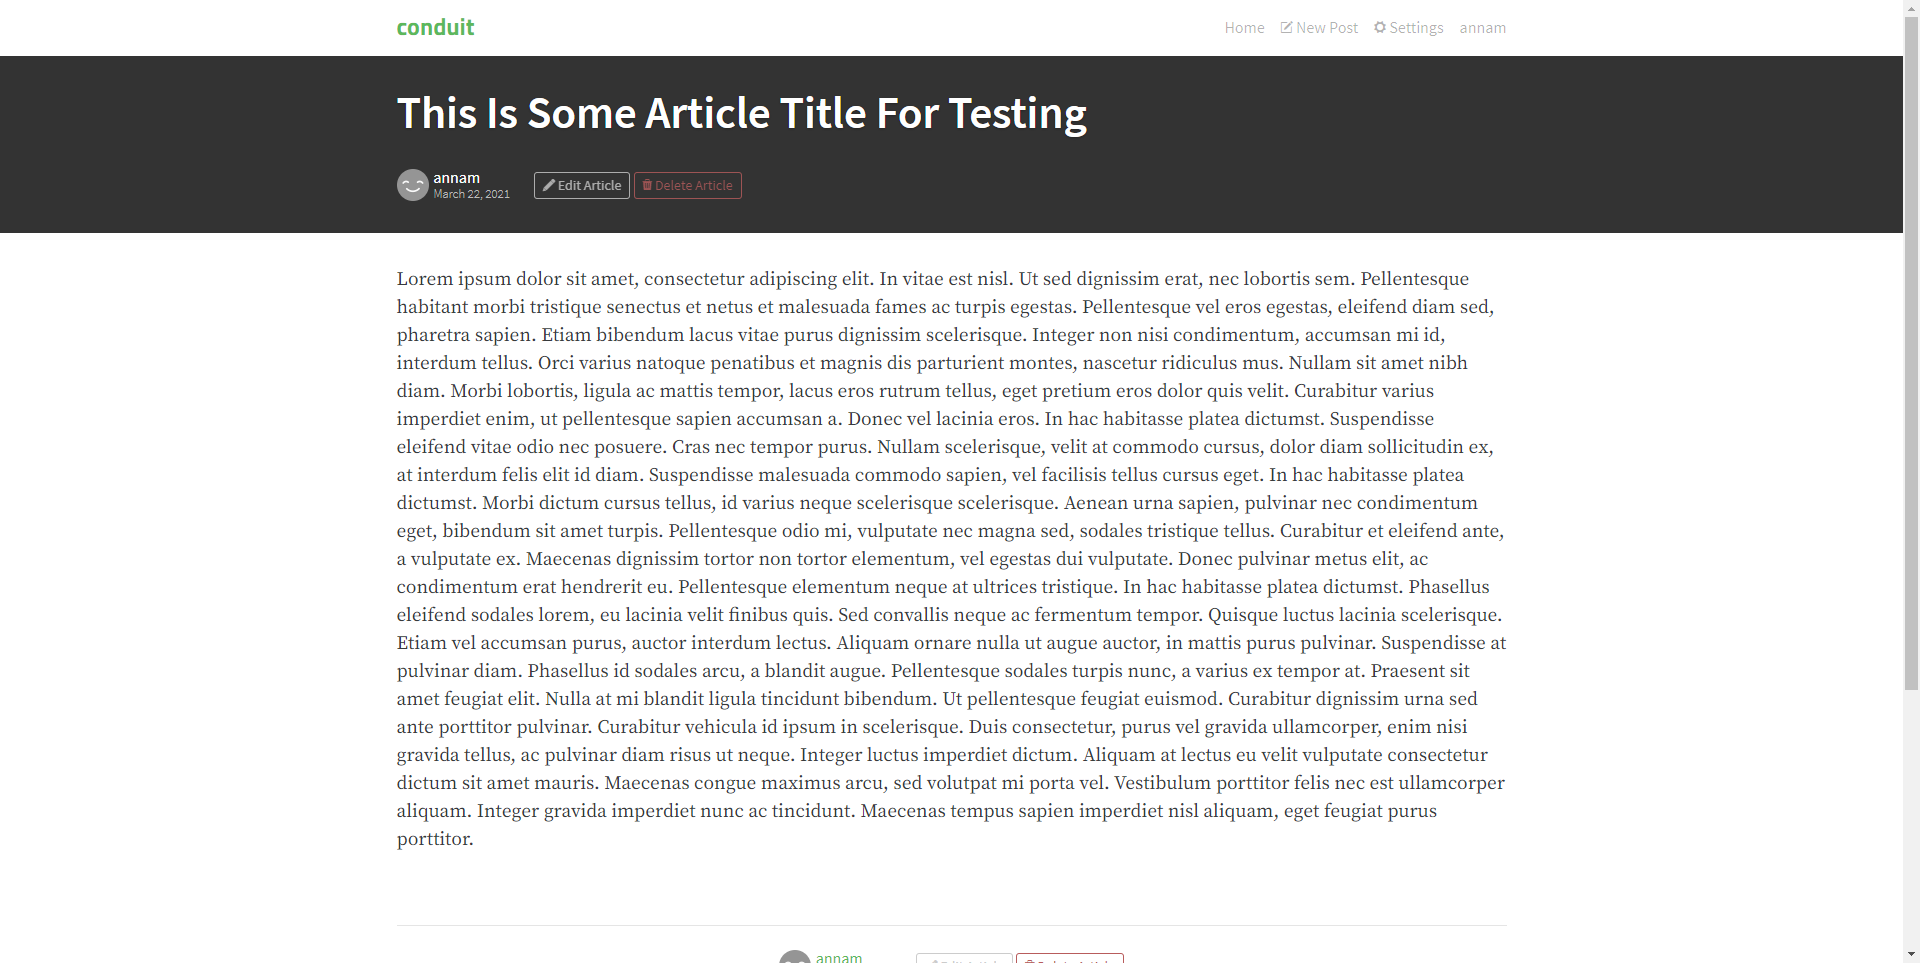 conduit
Home New Post Settings annam
This Is Some Article Title For Testing
annam
March 22, 2021
Edit Article Delete Article
Lorem ipsum dolor sit amet, consectetur adipiscing elit. In vitae est nisl. Ut sed dignissim erat, nec lobortis sem. Pellentesque
habitant morbi tristique senectus et netus et malesuada fames ac turpis egestas. Pellentesque vel eros egestas, eleifend diam sed,
pharetra sapien. Etiam bibendum lacus vitae purus dignissim scelerisque. Integer non nisi condimentum, accumsan mi id,
interdum tellus. Orci varius natoque penatibus et magnis dis parturient montes, nascetur ridiculus mus. Nullam sit amet nibh
diam. Morbi lobortis, ligula ac mattis tempor, lacus eros rutrum tellus, eget pretium eros dolor quis velit. Curabitur varius
imperdiet enim, ut pellentesque sapien accumsan a. Donec vel lacinia eros. In hac habitasse platea dictumst. Suspendisse
eleifend vitae odio nec posuere. Cras nec tempor purus. Nullam scelerisque, velit at commodo cursus, dolor diam sollicitudin ex,
at interdum felis elit id diam. Suspendisse malesuada commodo sapien, vel facilisis tellus cursus eget. In hac habitasse platea
dictumst. Morbi dictum cursus tellus, id varius neque scelerisque scelerisque. Aenean urna sapien, pulvinar nec condimentum
eget, bibendum sit amet turpis. Pellentesque odio mi, vulputate nec magna sed, sodales tristique tellus. Curabitur et eleifend ante,
a vulputate ex. Maecenas dignissim tortor non tortor elementum, vel egestas dui vulputate. Donec pulvinar metus elit, ac
condimentum erat hendrerit eu. Pellentesque elementum neque at ultrices tristique. In hac habitasse platea dictumst. Phasellus
eleifend sodales lorem, eu lacinia velit finibus quis. Sed convallis neque ac fermentum tempor. Quisque luctus lacinia scelerisque.
Etiam vel accumsan purus, auctor interdum lectus. Aliquam ornare nulla ut augue auctor, in mattis purus pulvinar. Suspendisse at
pulvinar diam. Phasellus id sodales arcu, a blandit augue. Pellentesque sodales turpis nunc, a varius ex tempor at. Praesent sit
amet feugiat elit. Nulla at mi blandit ligula tincidunt bibendum. Ut pellentesque feugiat euismod. Curabitur dignissim urna sed
ante porttitor pulvinar. Curabitur vehicula id ipsum in scelerisque. Duis consectetur, purus vel gravida ullamcorper, enim nisi
gravida tellus, ac pulvinar diam risus ut neque. Integer luctus imperdiet dictum. Aliquam at lectus eu velit vulputate consectetur
dictum sit amet mauris. Maecenas congue maximus arcu, sed volutpat mi porta vel. Vestibulum porttitor felis nec est ullamcorper
aliquam. Integer gravida imperdiet nunc ac tincidunt. Maecenas tempus sapien imperdiet nisl aliquam, eget feugiat purus
porttitor.
annam